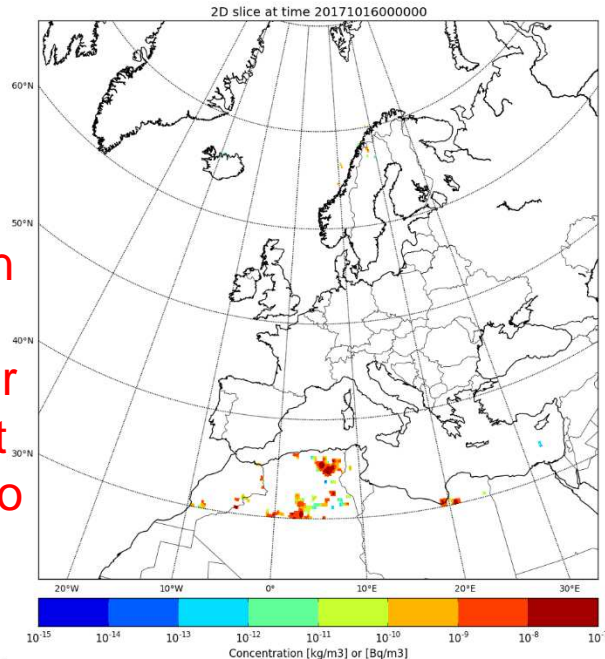 2D slice at time 20171016000000
60°N
50°N
40°N
30°N
20°W
10°W
0°
10°E
20°E
30°E
10⁻¹⁵
10⁻¹⁴
10⁻¹³
10⁻¹²
10⁻¹¹
10⁻¹⁰
10⁻⁹
10⁻⁸
Concentration [kg/m3] or [Bq/m3]